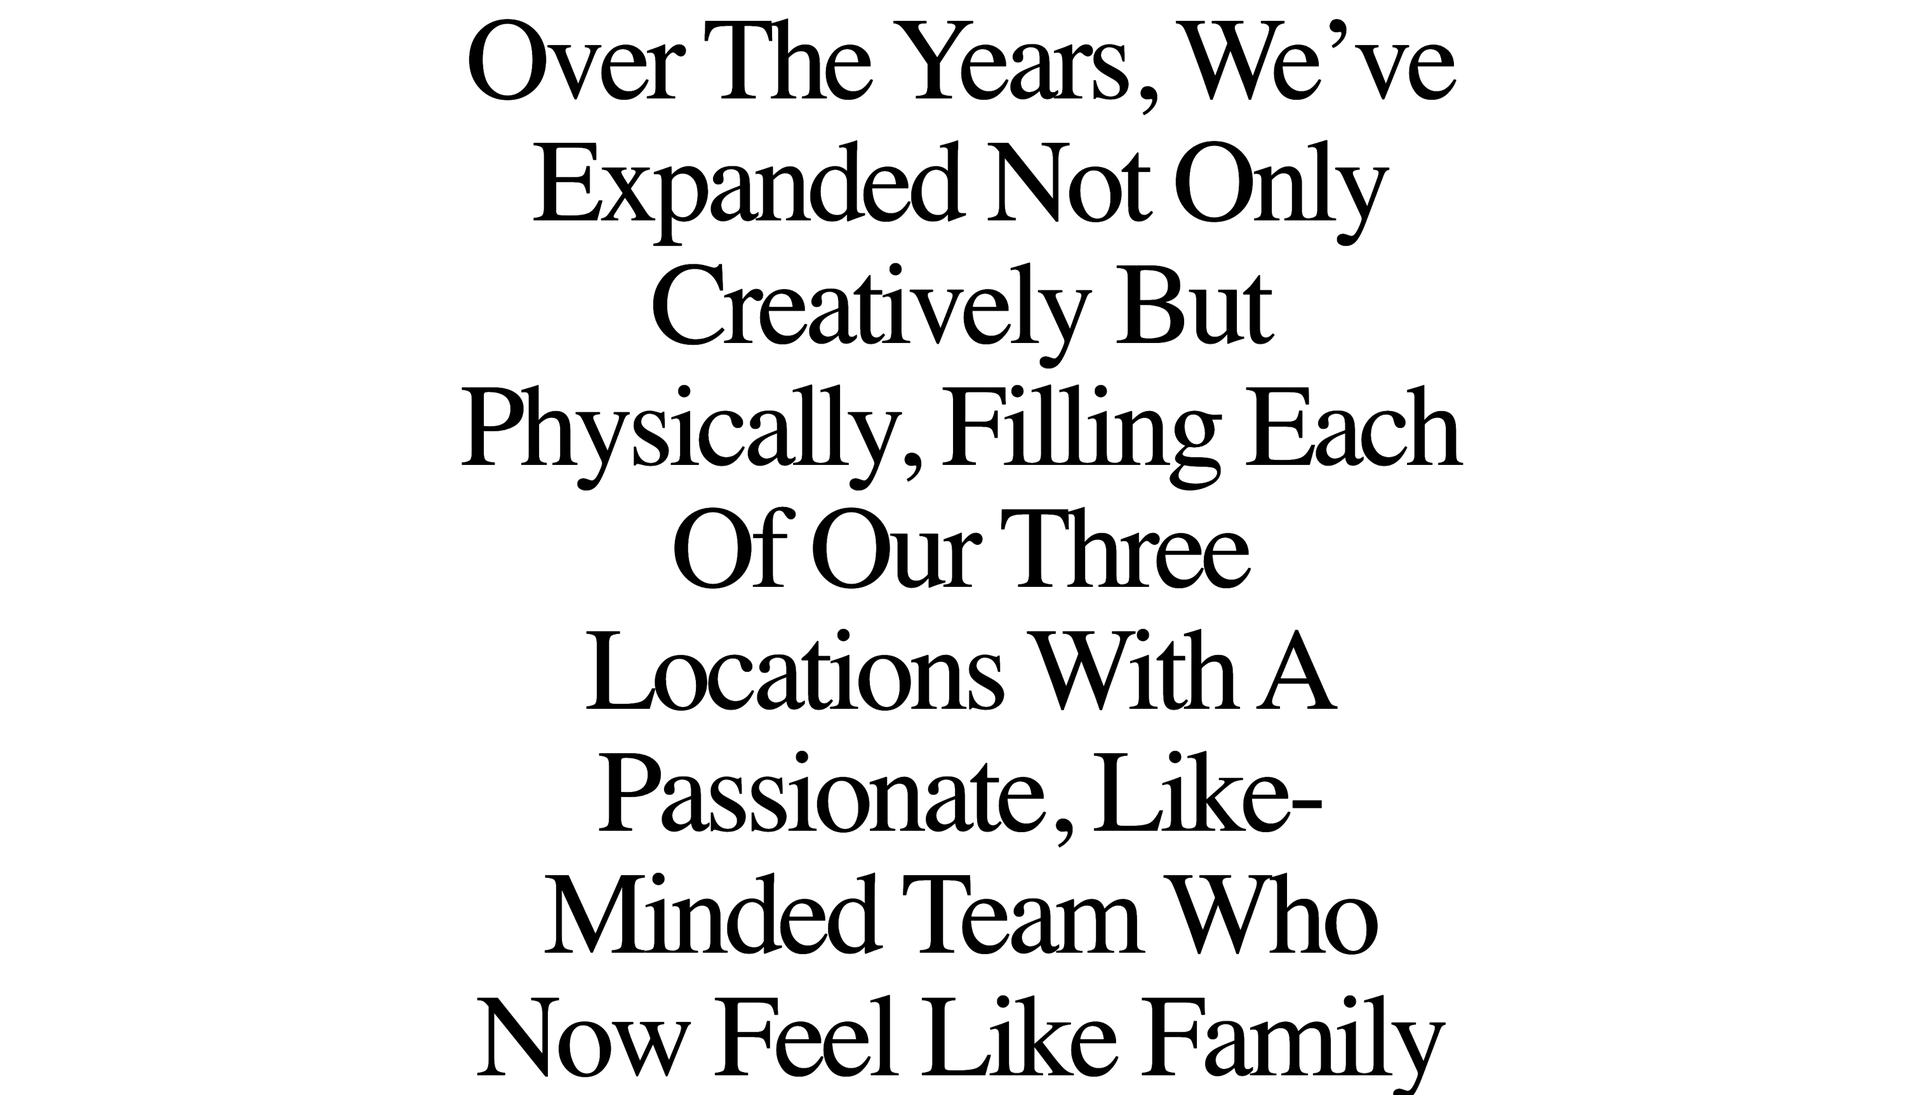 Over The Years, We’ve
Expanded Not Only
Creatively But
Physically, Filling Each
Of Our Three
Locations With A
Passionate, Like-
Minded Team Who
Now Feel Like Family